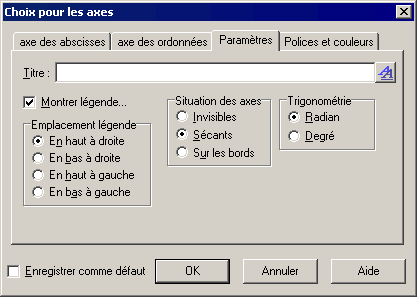 Choix pour les axes
axe des abscisses axe des ordonnées Paramètres Polices et couleurs
Titre :
Montrer légende...
Emplacement légende
En haut à droite
En bas à droite
En haut à gauche
En bas à gauche
Situation des axes
Invisibles
Sécants
Sur les bords
Trigonométrie
Radian
Degré
Enregistrer comme défaut OK Annuler Aide